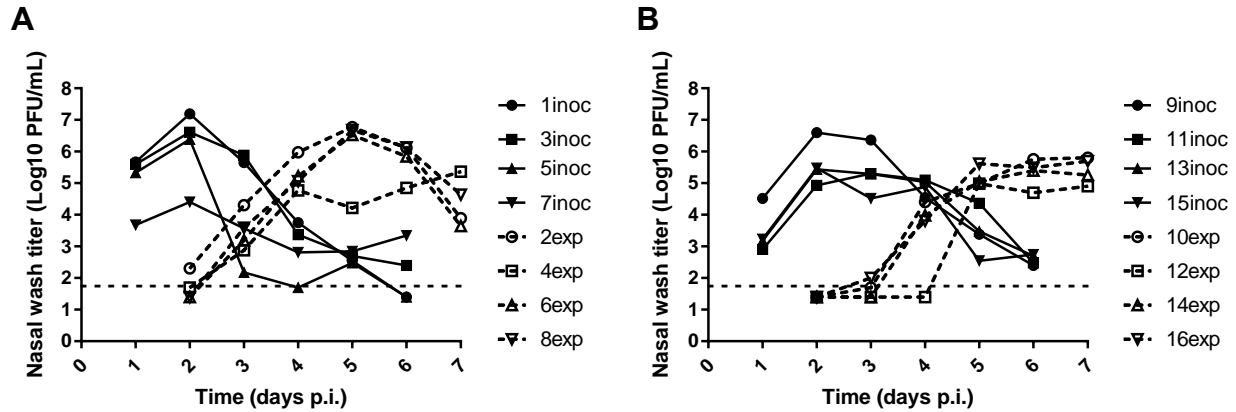 A
Nasal wash titer (Log10 PFU/mL)
8
7
6
5
4
3
2
1
0
0 1 2 3 4 5 6 7
Time (days p.i.)
1inoc
3inoc
5inoc
7inoc
2exp
4exp
6exp
8exp
B
Nasal wash titer (Log10 PFU/mL)
8
7
6
5
4
3
2
1
0
0 1 2 3 4 5 6 7
Time (days p.i.)
9inoc
11inoc
13inoc
15inoc
10exp
12exp
14exp
16exp